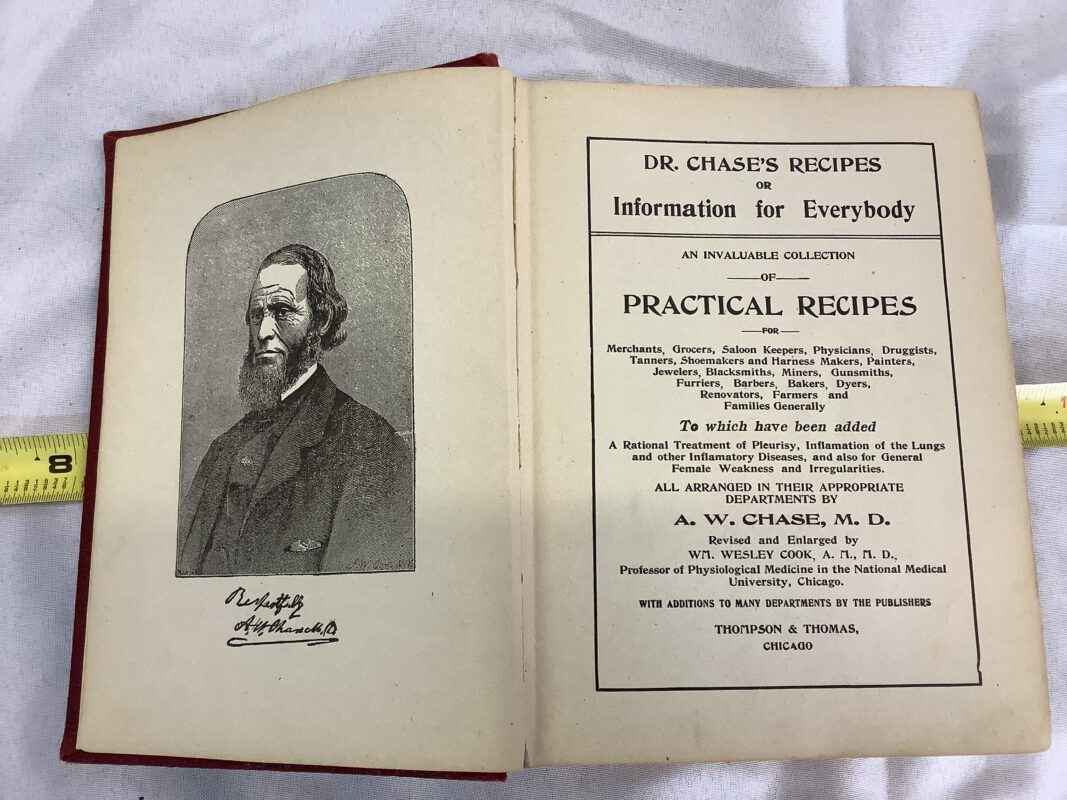 Respectfully
A. W. Chase M.D.
DR. CHASE'S RECIPES
OR
Information for Everybody
AN INVALUABLE COLLECTION
OF
PRACTICAL RECIPES
FOR
Merchants, Grocers, Saloon Keepers, Physicians, Druggists,
Tanners, Shoemakers and Harness Makers, Painters,
Jewelers, Blacksmiths, Miners, Gunsmiths,
Furriers, Barbers, Bakers, Dyers,
Renovators, Farmers and
Families Generally
To which have been added
A Rational Treatment of Pleurisy, Inflamation of the Lungs
and other Inflamatory Diseases, and also for General
Female Weakness and Irregularities.
ALL ARRANGED IN THEIR APPROPRIATE
DEPARTMENTS BY
A. W. CHASE, M. D.
Revised and Enlarged by
WM. WESLEY COOK, A. M., M. D.,
Professor of Physiological Medicine in the National Medical
University, Chicago.
WITH ADDITIONS TO MANY DEPARTMENTS BY THE PUBLISHERS
THOMPSON & THOMAS,
CHICAGO
8
1